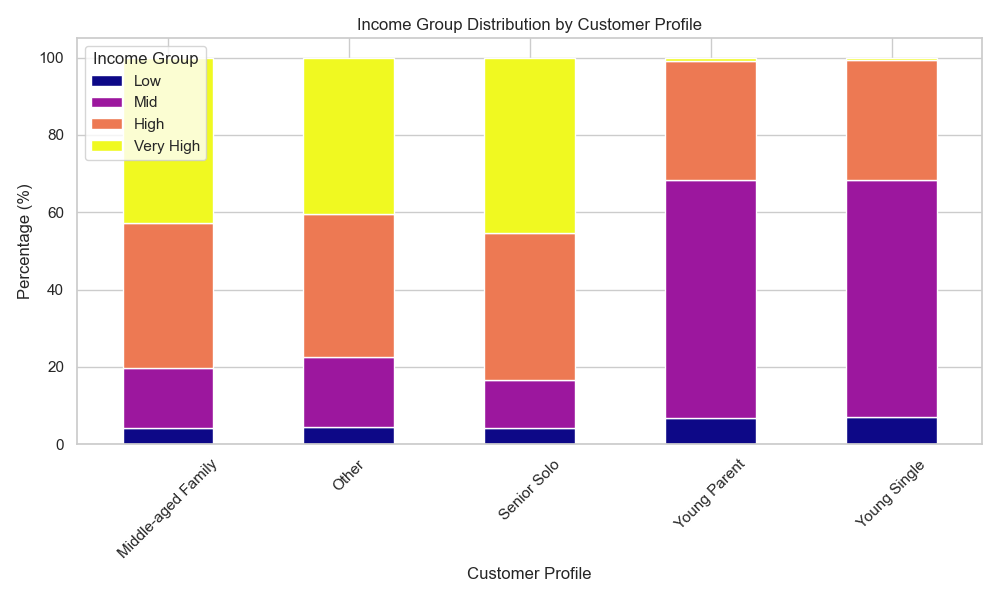 Income Group Distribution by Customer Profile
Income Group
Low
Mid
High
Very High
Percentage (%)
100
80
60
40
20
0
Middle-aged Family
Other
Senior Solo
Young Parent
Young Single
Customer Profile